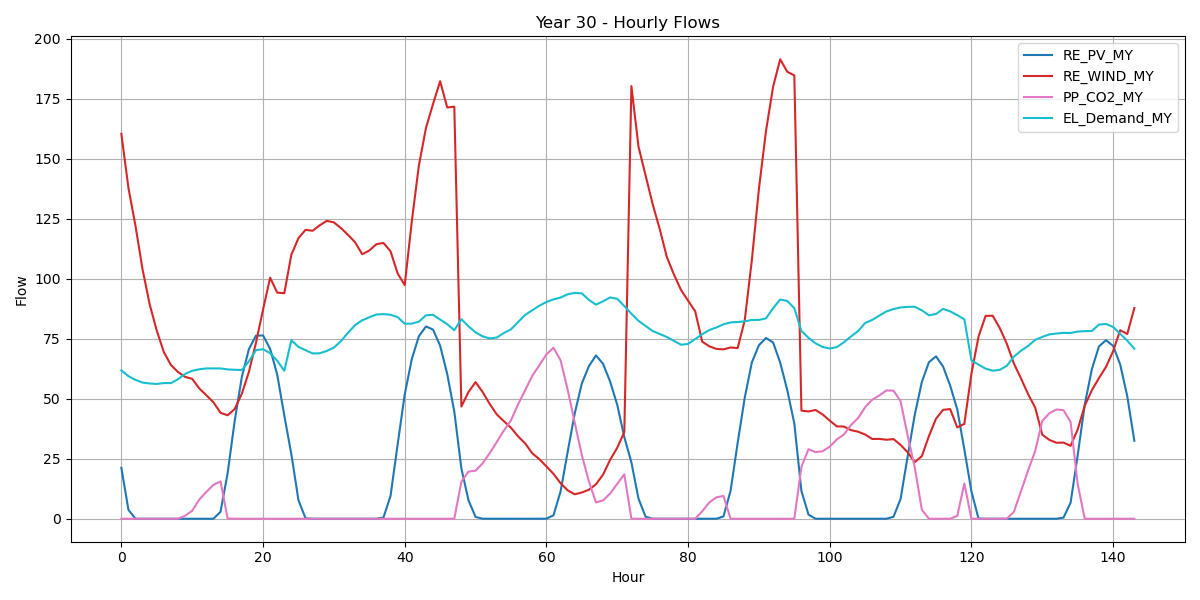 Year 30 - Hourly Flows
RE_PV_MY
RE_WIND_MY
PP_CO2_MY
EL_Demand_MY
200
175
150
125
100
75
50
25
0
Flow
0 20 40 60 80 100 120 140
Hour